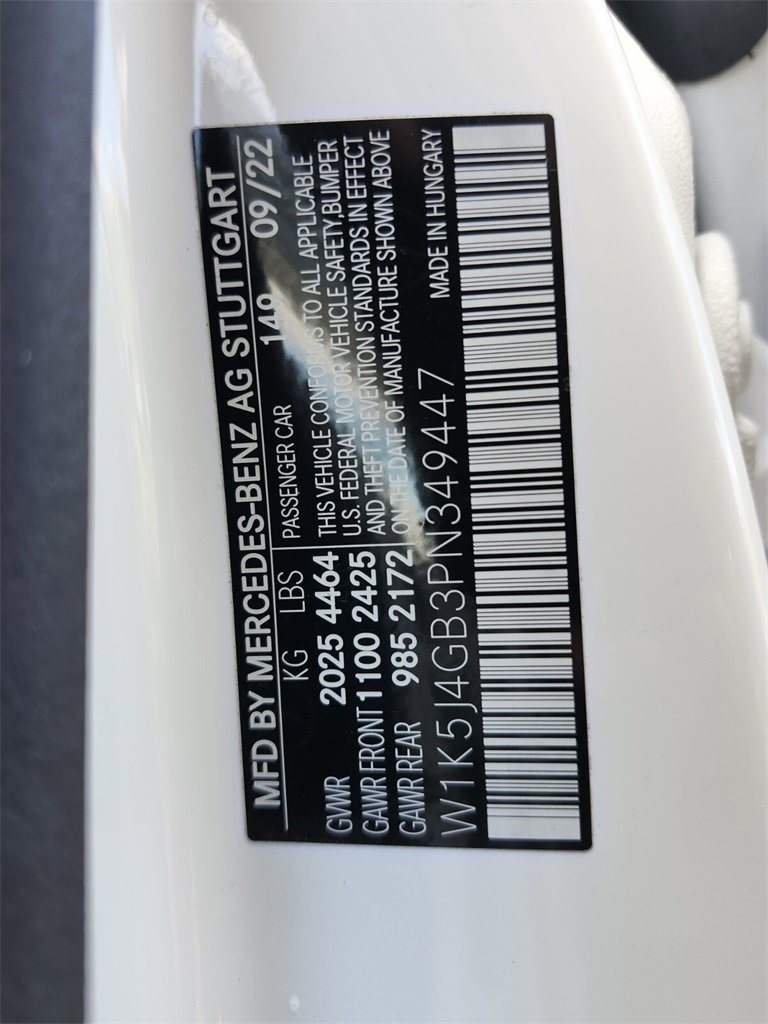 MFD BY MERCEDES-BENZ AG STUTTGART
149 09/22
KG LBS PASSENGER CAR
GVWR 2025 4464 THIS VEHICLE CONFORMS TO ALL APPLICABLE
U.S. FEDERAL MOTOR VEHICLE SAFETY,BUMPER
GAWR FRONT 1100 2425 AND THEFT PREVENTION STANDARDS IN EFFECT
GAWR REAR 985 2172 ON THE DATE OF MANUFACTURE SHOWN ABOVE
W1K5J4GB3PN349447 MADE IN HUNGARY